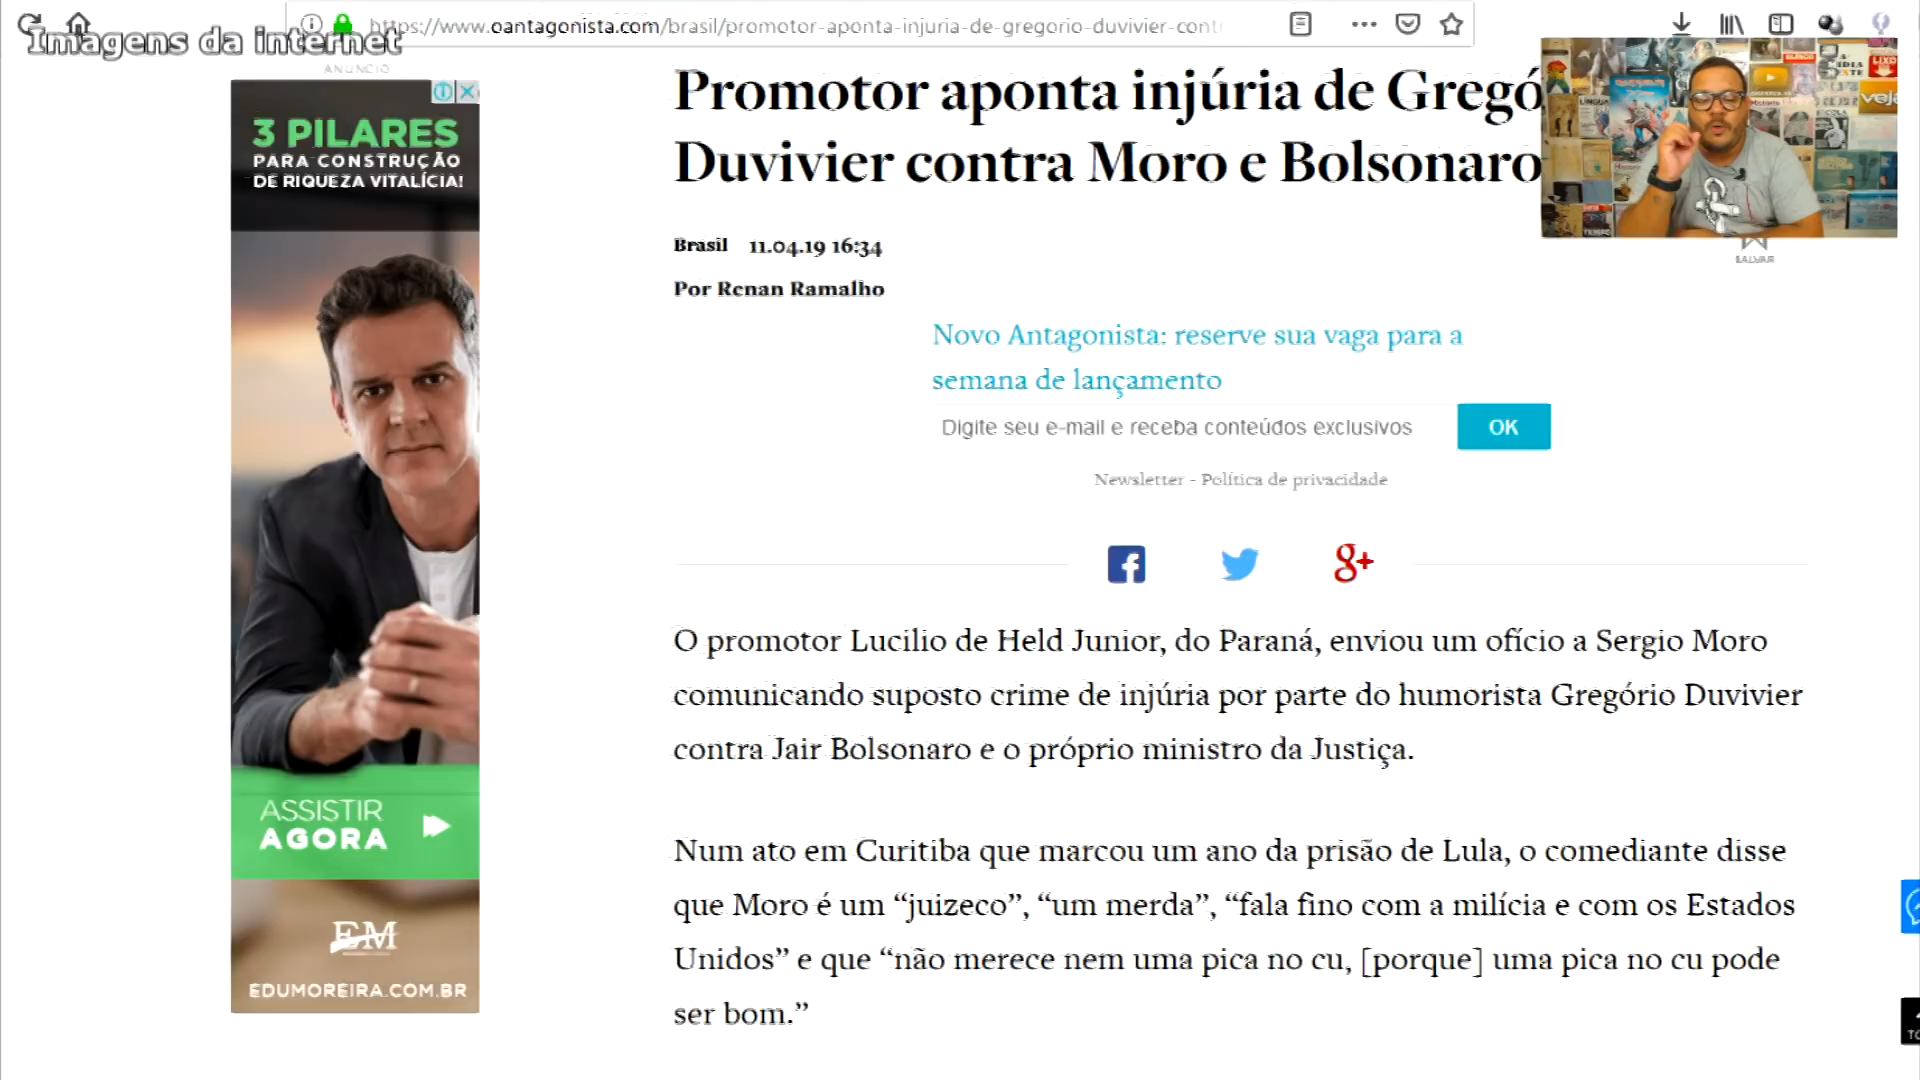 https://www.oantagonista.com/brasil/promotor-aponta-injuria-de-gregorio-duvivier-cont
Imagens da internet
ANÚNCIO
3 PILARES
PARA CONSTRUÇÃO
DE RIQUEZA VITALÍCIA!
ASSISTIR
AGORA
EM
EDUMOREIRA.COM.BR
Promotor aponta injúria de Gregó
Duvivier contra Moro e Bolsonaro
Brasil 11.04.19 16:34
Por Renan Ramalho
SALVAR
Novo Antagonista: reserve sua vaga para a
semana de lançamento
Digite seu e-mail e receba conteúdos exclusivos
OK
Newsletter - Política de privacidade
g+
O promotor Lucilio de Held Junior, do Paraná, enviou um ofício a Sergio Moro
comunicando suposto crime de injúria por parte do humorista Gregório Duvivier
contra Jair Bolsonaro e o próprio ministro da Justiça.
Num ato em Curitiba que marcou um ano da prisão de Lula, o comediante disse
que Moro é um “juizeco”, “um merda”, “fala fino com a milícia e com os Estados
Unidos” e que “não merece nem uma pica no cu, [porque] uma pica no cu pode
ser bom.”